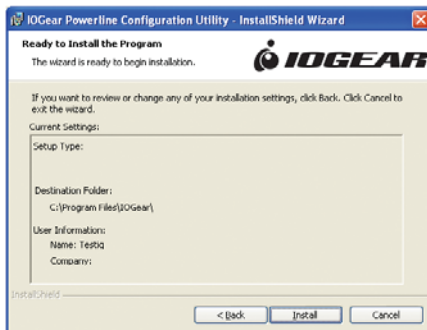 IOGear Powerline Configuration Utility - InstallShield Wizard
Ready to Install the Program
The wizard is ready to begin installation.
IOGEAR
If you want to review or change any of your installation settings, click Back. Click Cancel to
exit the wizard.
Current Settings:
Setup Type:
Destination Folder:
C:\Program Files\IOGear\
User Information:
Name: Testiq
Company:
InstallShield
< Back
Install
Cancel